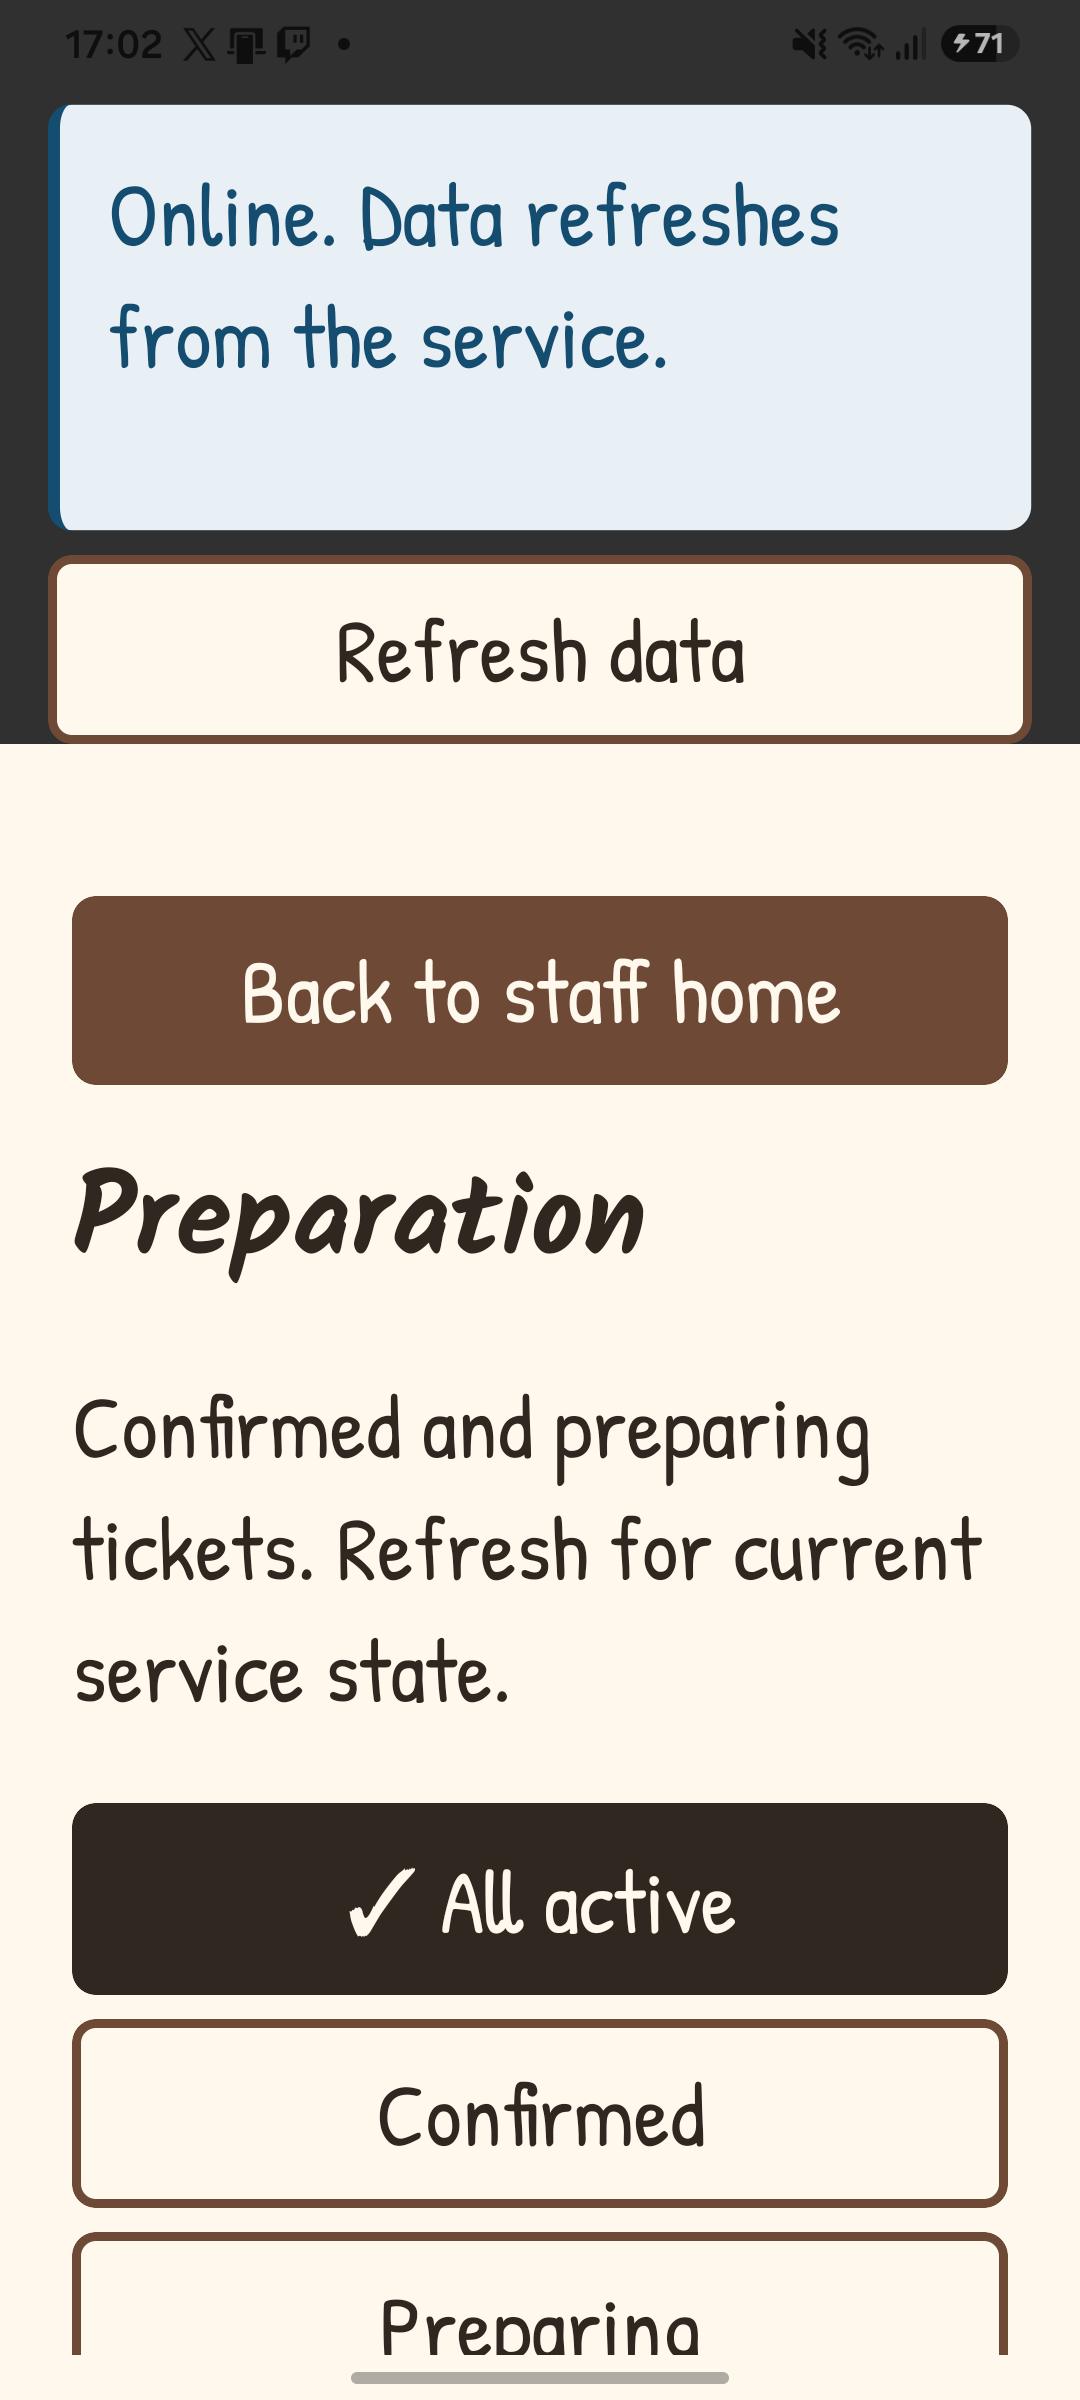 17:02
71
Online. Data refreshes
from the service.
Refresh data
Back to staff home
Preparation
Confirmed and preparing
tickets. Refresh for current
service state.
✓ All active
Confirmed
Preparing